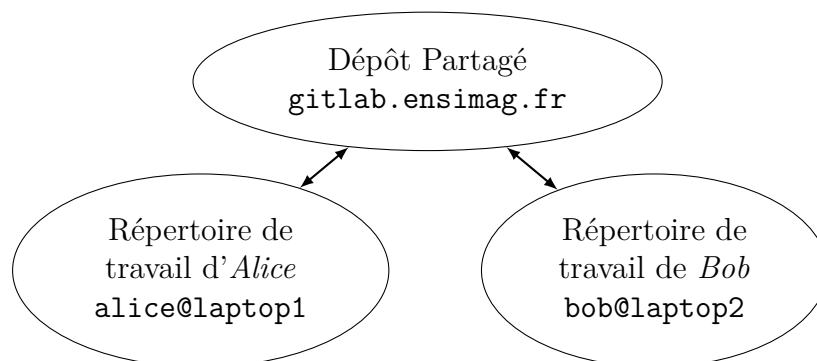 Dépôt Partagé
gitlab.ensimag.fr
Répertoire de
travail d'Alice
alice@laptop1
Répertoire de
travail de Bob
bob@laptop2